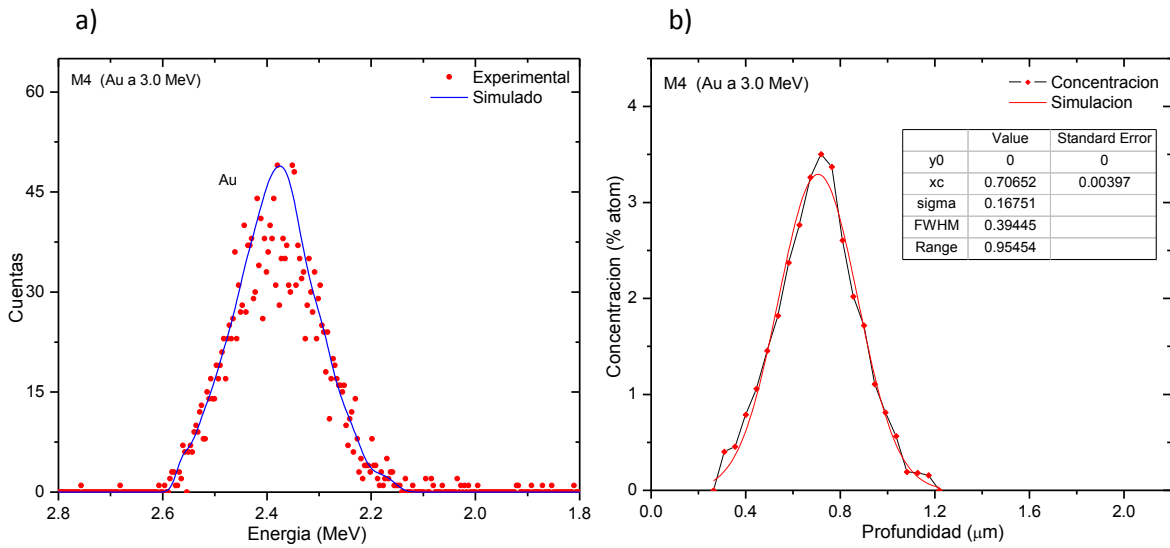 a)
M4 (Au a 3.0 MeV)
Experimental
Simulado
Au
Cuentas
60
45
30
15
0
2.8 2.6 2.4 2.2 2.0 1.8
Energia (MeV)
b)
M4 (Au a 3.0 MeV)
Concentracion
Simulacion
Value Standard Error
y0 0 0
xc 0.70652 0.00397
sigma 0.16751
FWHM 0.39445
Range 0.95454
Concentracion (% atom)
4
3
2
1
0
0.0 0.4 0.8 1.2 1.6 2.0
Profundidad (μm)